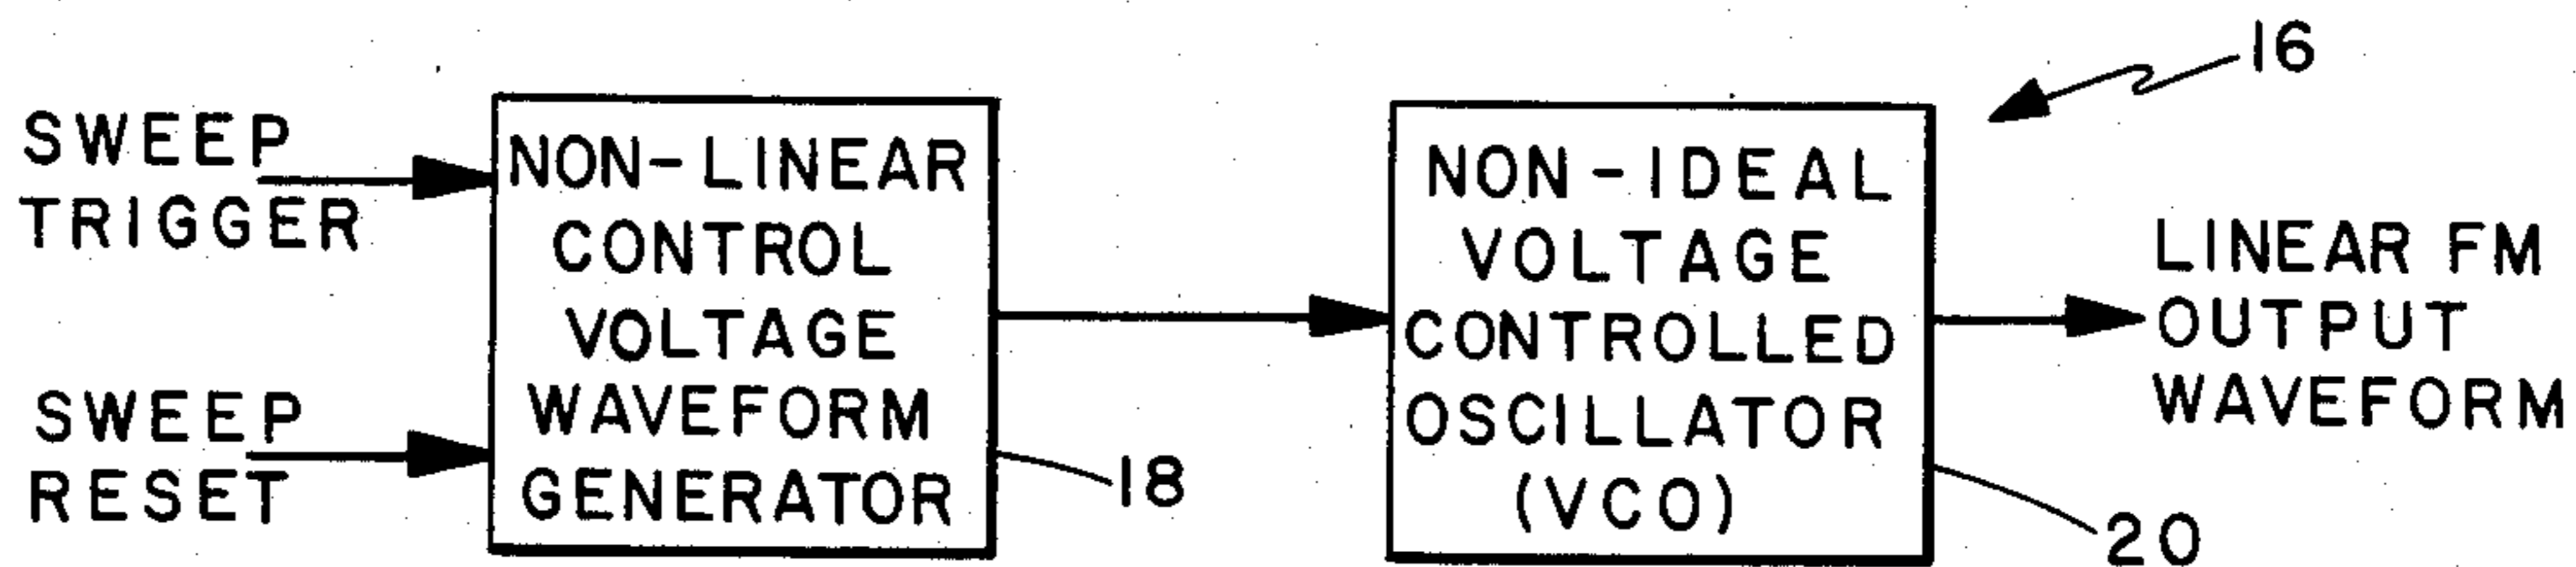 SWEEP
TRIGGER
SWEEP
RESET
NON-LINEAR
CONTROL
VOLTAGE
WAVEFORM
GENERATOR
18
NON-IDEAL
VOLTAGE
CONTROLLED
OSCILLATOR
(VCO)
20
16
LINEAR FM
OUTPUT
WAVEFORM